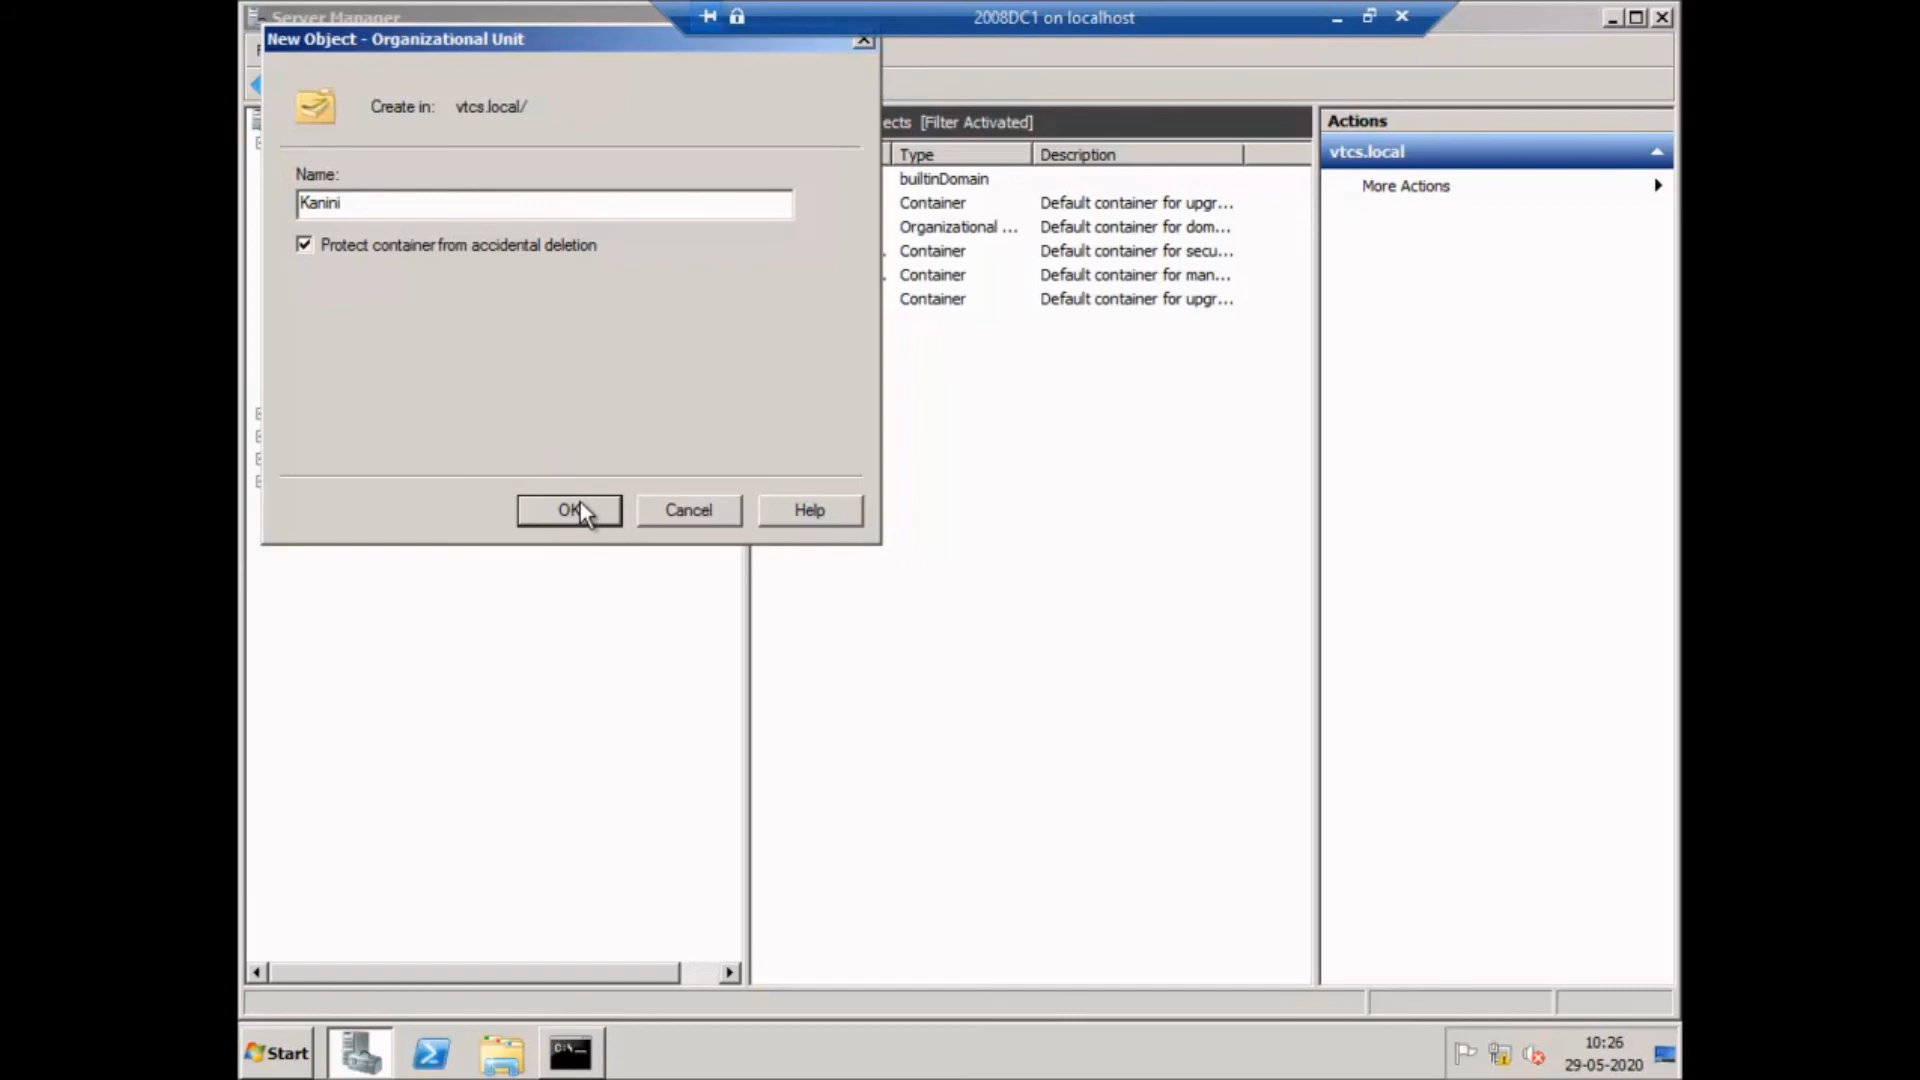 Server Manager
2008DC1 on localhost
New Object - Organizational Unit
Create in: vtcs.local/
Name:
Kanini
Protect container from accidental deletion
OK
Cancel
Help
ects [Filter Activated]
Type Description
builtinDomain
Container Default container for upgr...
Organizational ... Default container for dom...
Container Default container for secu...
Container Default container for man...
Container Default container for upgr...
Actions
vtcs.local
More Actions
Start
10:26
29-05-2020